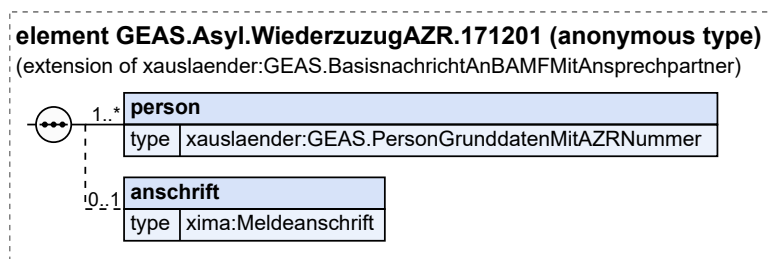 element GEAS.Asyl.WiederzuzugAZR.171201 (anonymous type)
(extension of xauslaender:GEAS.BasisnachrichtAnBAMFMitAnsprechpartner)
1..* person
type xauslaender:GEAS.PersonGrunddatenMitAZRNummer
0..1 anschrift
type xima:Meldeanschrift